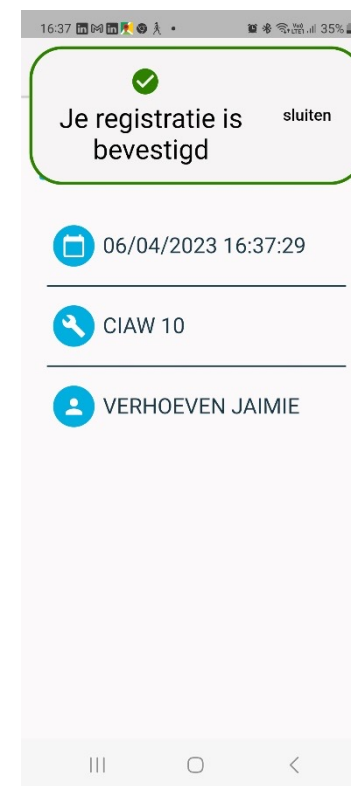 16:37
35%
Je registratie is
bevestigd
sluiten
06/04/2023 16:37:29
CIAW 10
VERHOEVEN JAIMIE